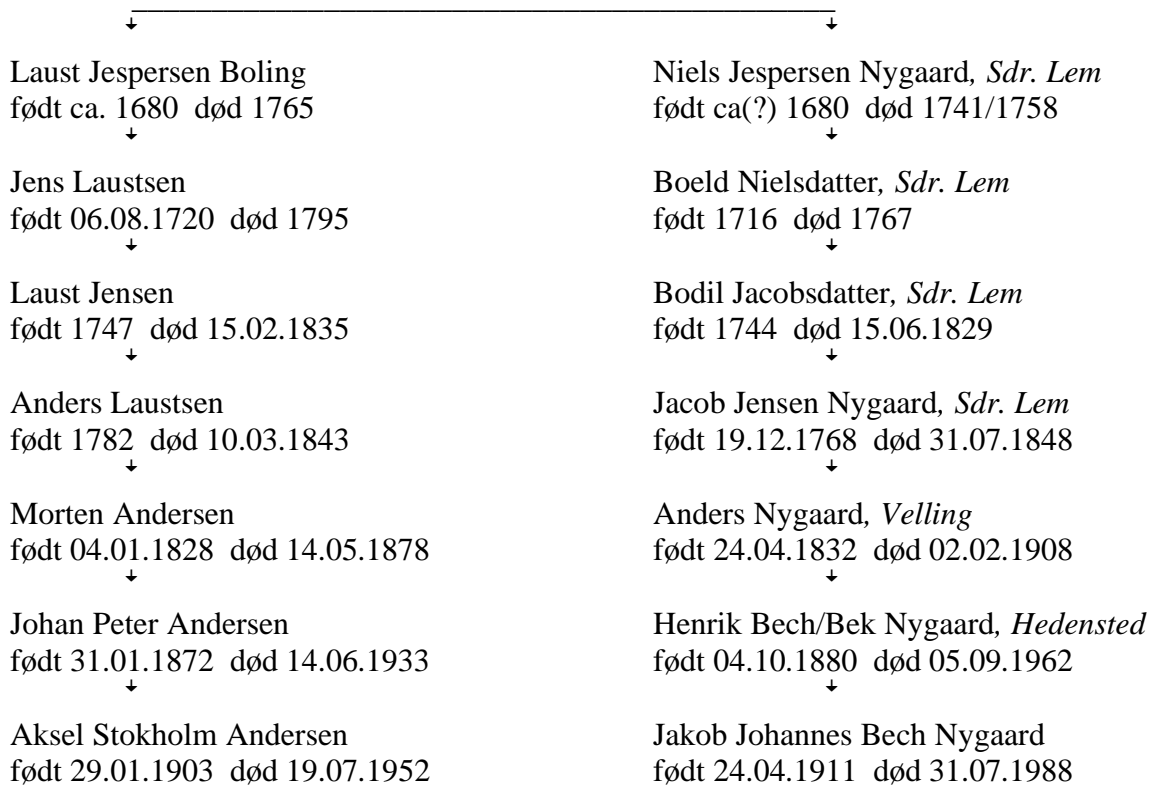 Laust Jespersen Boling
født ca. 1680  død 1765
Jens Laustsen
født 06.08.1720  død 1795
Laust Jensen
født 1747  død 15.02.1835
Anders Laustsen
født 1782  død 10.03.1843
Morten Andersen
født 04.01.1828  død 14.05.1878
Johan Peter Andersen
født 31.01.1872  død 14.06.1933
Aksel Stokholm Andersen
født 29.01.1903  død 19.07.1952
Niels Jespersen Nygaard, Sdr. Lem
født ca(?) 1680  død 1741/1758
Boeld Nielsdatter, Sdr. Lem
født 1716  død 1767
Bodil Jacobsdatter, Sdr. Lem
født 1744  død 15.06.1829
Jacob Jensen Nygaard, Sdr. Lem
født 19.12.1768  død 31.07.1848
Anders Nygaard, Velling
født 24.04.1832  død 02.02.1908
Henrik Bech/Bek Nygaard, Hedensted
født 04.10.1880  død 05.09.1962
Jakob Johannes Bech Nygaard
født 24.04.1911  død 31.07.1988